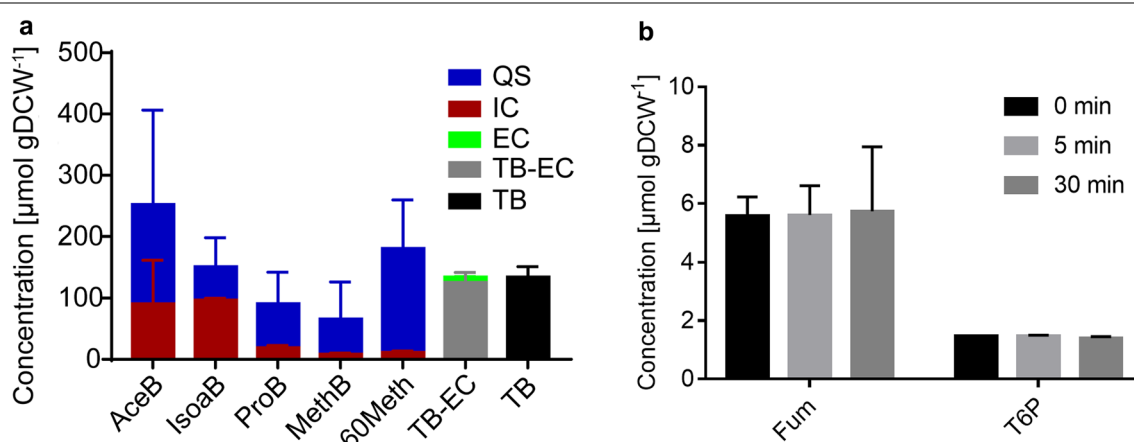 a
Concentration [µmol gDCW⁻¹]
500
400
300
200
100
0
QS
IC
EC
TB-EC
TB
AceB
IsoaB
ProB
MethB
60Meth
TB-EC
TB
b
Concentration [µmol gDCW⁻¹]
10
8
6
4
2
0
0 min
5 min
30 min
Fum
T6P